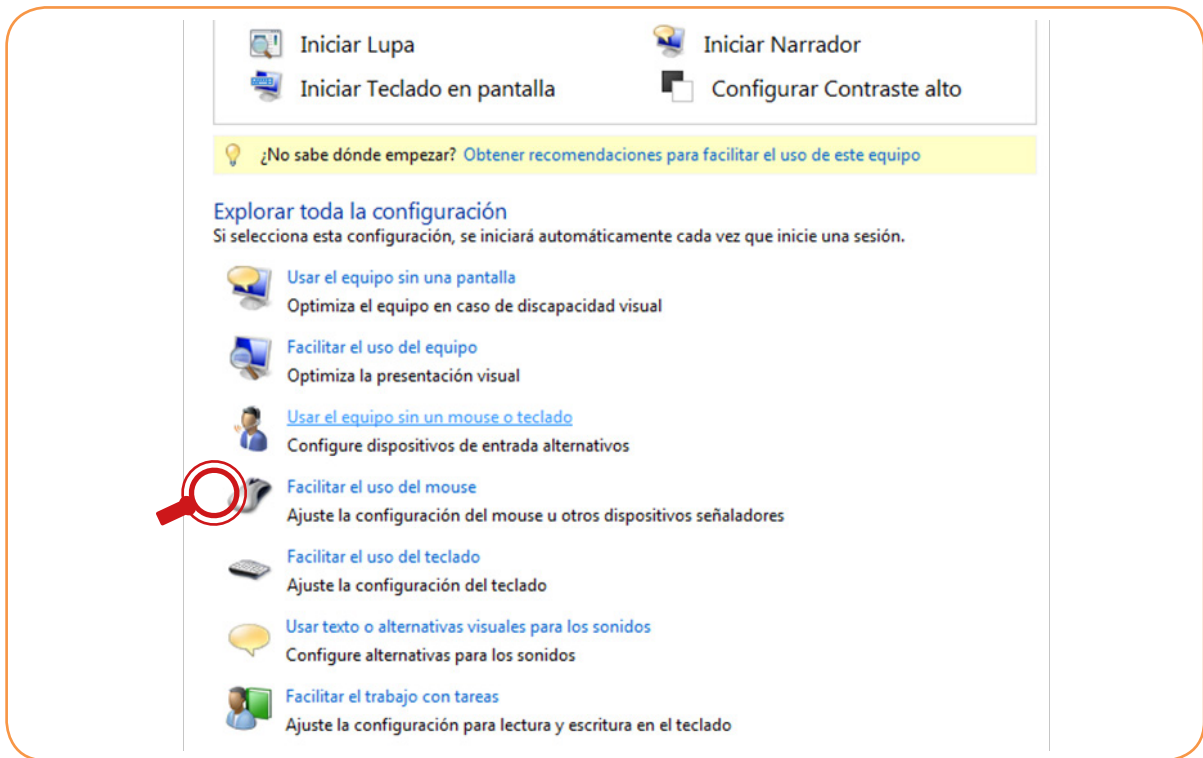 Iniciar Lupa
Iniciar Narrador
Iniciar Teclado en pantalla
Configurar Contraste alto
¿No sabe dónde empezar? Obtener recomendaciones para facilitar el uso de este equipo
Explorar toda la configuración
Si selecciona esta configuración, se iniciará automáticamente cada vez que inicie una sesión.
Usar el equipo sin una pantalla
Optimiza el equipo en caso de discapacidad visual
Facilitar el uso del equipo
Optimiza la presentación visual
Usar el equipo sin un mouse o teclado
Configure dispositivos de entrada alternativos
Facilitar el uso del mouse
Ajuste la configuración del mouse u otros dispositivos señaladores
Facilitar el uso del teclado
Ajuste la configuración del teclado
Usar texto o alternativas visuales para los sonidos
Configure alternativas para los sonidos
Facilitar el trabajo con tareas
Ajuste la configuración para lectura y escritura en el teclado